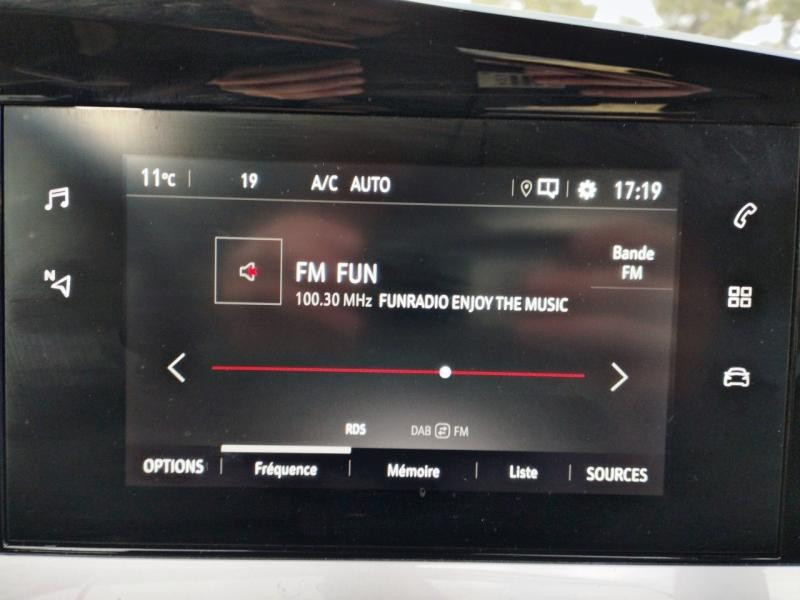 11°C 19 A/C AUTO 17:19
N
Bande
FM
FM FUN
100.30 MHz FUNRADIO ENJOY THE MUSIC
RDS DAB FM
OPTIONS Fréquence Mémoire Liste SOURCES